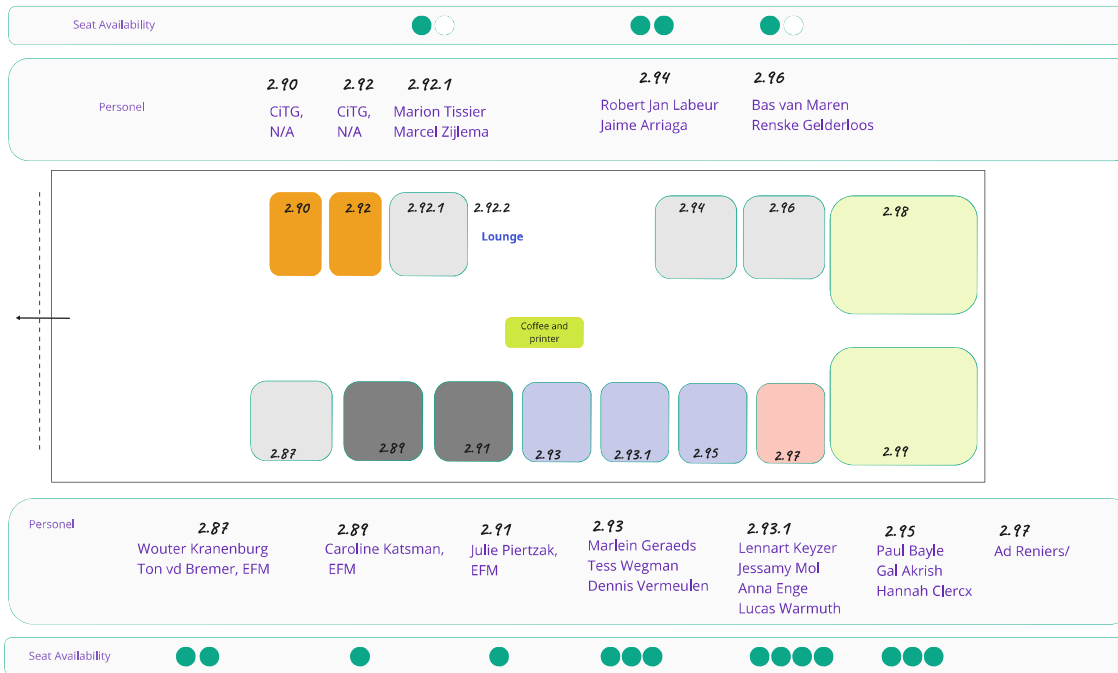 Seat Availability
2.90 2.92 2.92.1 2.94 2.96
Personel
CiTG,
N/A
CiTG,
N/A
Marion Tissier
Marcel Zijlema
Robert Jan Labeur
Jaime Arriaga
Bas van Maren
Renske Gelderloos
2.90 2.92 2.92.1 2.92.2 2.94 2.96 2.98
Lounge
Coffee and
printer
2.87 2.89 2.91 2.93 2.93.1 2.95 2.97 2.99
Personel
2.87
Wouter Kranenburg
Ton vd Bremer, EFM
2.89
Caroline Katsman,
EFM
2.91
Julie Piertzak,
EFM
2.93
Marlein Geraeds
Tess Wegman
Dennis Vermeulen
2.93.1
Lennart Keyzer
Jessamy Mol
Anna Enge
Lucas Warmuth
2.95
Paul Bayle
Gal Akrish
Hannah Clercx
2.97
Ad Reniers/
Seat Availability